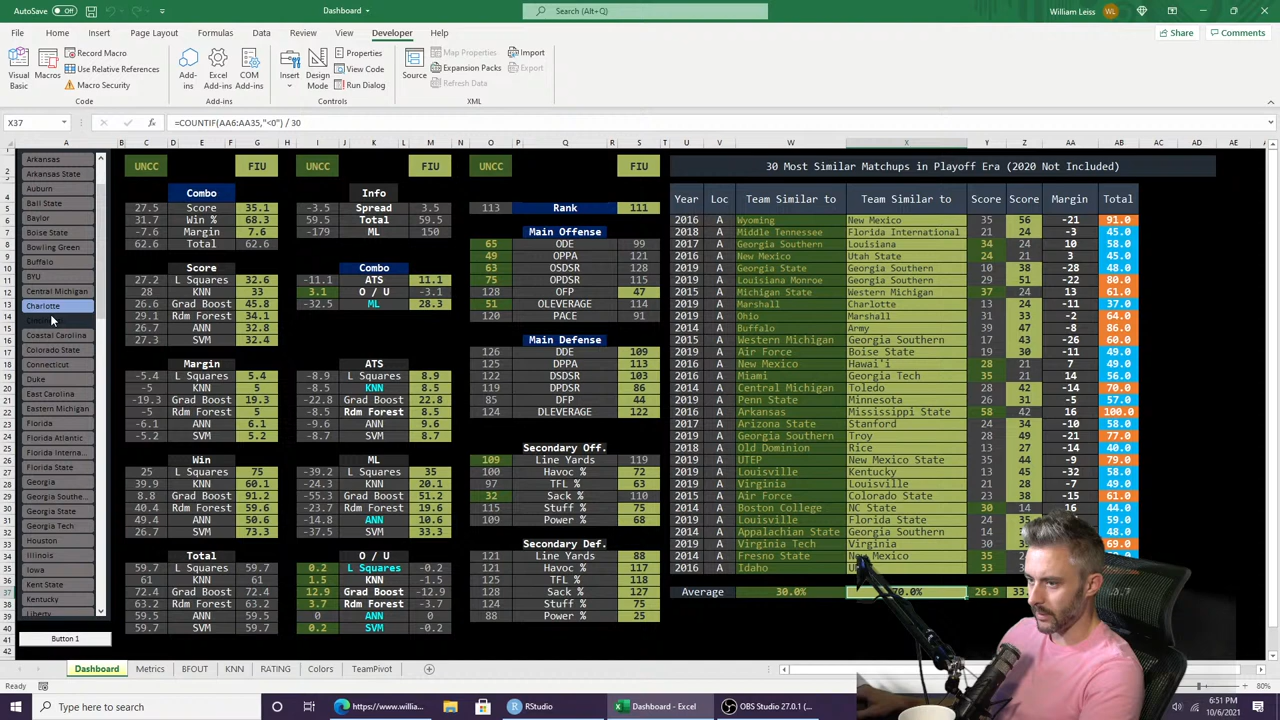 AutoSave Off Dashboard Search (Alt+Q) William Leiss WL
File Home Insert Page Layout Formulas Data Review View Developer Help Share Comments
Visual Basic Macros Record Macro Use Relative References Macro Security Code
Add-ins Excel Add-ins COM Add-ins Add-ins
Insert Design Mode Properties View Code Run Dialog Controls
Source Map Properties Expansion Packs Refresh Data Import Export XML
X37 =COUNTIF(AA6:AA35,"<0") / 30
A B C D E F G H I J K L M N O P Q R S T U V W X Y Z AA AB AC AD AE
Arkansas
Arkansas State
Auburn
Ball State
Baylor
Boise State
Bowling Green
Buffalo
BYU
Central Michigan
Charlotte
Coastal Carolina
Colorado State
Connecticut
Duke
East Carolina
Eastern Michigan
Florida
Florida Atlantic
Florida Interna...
Florida State
Georgia
Georgia Southe...
Georgia State
Georgia Tech
Houston
Illinois
Iowa
Kent State
Kentucky
Liberty
Button 1
UNCC FIU
Combo
27.5 Score 35.1
31.7 Win % 68.3
-7.6 Margin 7.6
62.6 Total 62.6
Score
27.2 L Squares 32.6
28 KNN 33
26.6 Grad Boost 45.8
29.1 Rdm Forest 34.1
26.7 ANN 32.8
27.3 SVM 32.4
Margin
-5.4 L Squares 5.4
-5 KNN 5
-19.3 Grad Boost 19.3
-5 Rdm Forest 5
-6.1 ANN 6.1
-5.2 SVM 5.2
Win
25 L Squares 75
39.9 KNN 60.1
8.8 Grad Boost 91.2
40.4 Rdm Forest 59.6
49.4 ANN 50.6
26.7 SVM 73.3
Total
59.7 L Squares 59.7
61 KNN 61
72.4 Grad Boost 72.4
63.2 Rdm Forest 63.2
59.5 ANN 59.5
59.7 SVM 59.7
UNCC FIU
Info
-3.5 Spread 3.5
59.5 Total 59.5
-179 ML 150
Combo
-11.1 ATS 11.1
3.1 O / U -3.1
-32.5 ML 28.3
ATS
-8.9 L Squares 8.9
-8.5 KNN 8.5
-22.8 Grad Boost 22.8
-8.5 Rdm Forest 8.5
-9.6 ANN 9.6
-8.7 SVM 8.7
ML
-39.2 L Squares 35
-24.3 KNN 20.1
-55.3 Grad Boost 51.2
-23.7 Rdm Forest 19.6
-14.8 ANN 10.6
-37.5 SVM 33.3
O / U
0.2 L Squares -0.2
1.5 KNN -1.5
12.9 Grad Boost -12.9
3.7 Rdm Forest -3.7
0 ANN 0
0.2 SVM -0.2
UNCC FIU
113 Rank 111
Main Offense
65 ODE 99
49 OPPA 121
63 OSDSR 128
75 OPDSR 115
68 OFP 47
51 OLEVERAGE 114
120 PACE 91
Main Defense
126 DDE 109
125 DPPA 113
122 DSDSR 103
119 DPDSR 86
85 DFP 44
124 DLEVERAGE 122
Secondary Off.
109 Line Yards 119
100 Havoc % 72
97 TFL % 63
32 Sack % 110
115 Stuff % 75
109 Power % 68
Secondary Def.
121 Line Yards 88
121 Havoc % 117
125 TFL % 118
128 Sack % 127
124 Stuff % 75
88 Power % 25
30 Most Similar Matchups in Playoff Era (2020 Not Included)
Year Loc Team Similar to Team Similar to Score Score Margin Total
2016 A Wyoming New Mexico 35 56 -21 91.0
2018 A Middle Tennessee Florida International 21 24 -3 45.0
2017 A Georgia Southern Louisiana 34 24 10 58.0
2016 A New Mexico Utah State 24 21 3 45.0
2019 A Georgia State Georgia Southern 10 38 -28 48.0
2019 A Louisiana Monroe Georgia Southern 29 51 -22 80.0
2015 A Michigan State Western Michigan 37 24 13 61.0
2016 A Marshall Charlotte 13 24 -11 37.0
2019 A Ohio Marshall 31 33 -2 64.0
2014 A Buffalo Army 39 47 -8 86.0
2015 A Western Michigan Georgia Southern 17 43 -26 60.0
2019 A Air Force Boise State 19 30 -11 49.0
2016 A New Mexico Hawai'i 28 21 7 49.0
2018 A Miami Georgia Tech 35 21 14 56.0
2018 A Central Michigan Toledo 28 42 -14 70.0
2019 A Penn State Minnesota 26 31 -5 57.0
2016 A Arkansas Mississippi State 58 42 16 100.0
2017 A Arizona State Stanford 24 34 -10 58.0
2019 A Georgia Southern Troy 28 49 -21 77.0
2018 A Old Dominion Rice 13 27 -14 40.0
2019 A UTEP New Mexico State 35 44 -9 79.0
2019 A Louisville Kentucky 13 45 -32 58.0
2018 A Virginia Louisville 21 28 -7 49.0
2015 A Air Force Colorado State 23 38 -15 61.0
2014 A Boston College NC State 30 14 16 44.0
2019 A Louisville Florida State 24
2018 A Appalachian State Georgia Southern 14
2019 A Virginia Tech Virginia 30
2014 A Fresno State New Mexico 35
2016 A Idaho 33
Average 30.0% 70.0% 26.9
Dashboard Metrics BFOUT KNN RATING Colors TeamPivot
Ready 80%
Type here to search https://www.willia... RStudio Dashboard - Excel OBS Studio 27.0.1 (... 6:51 PM 10/6/2021